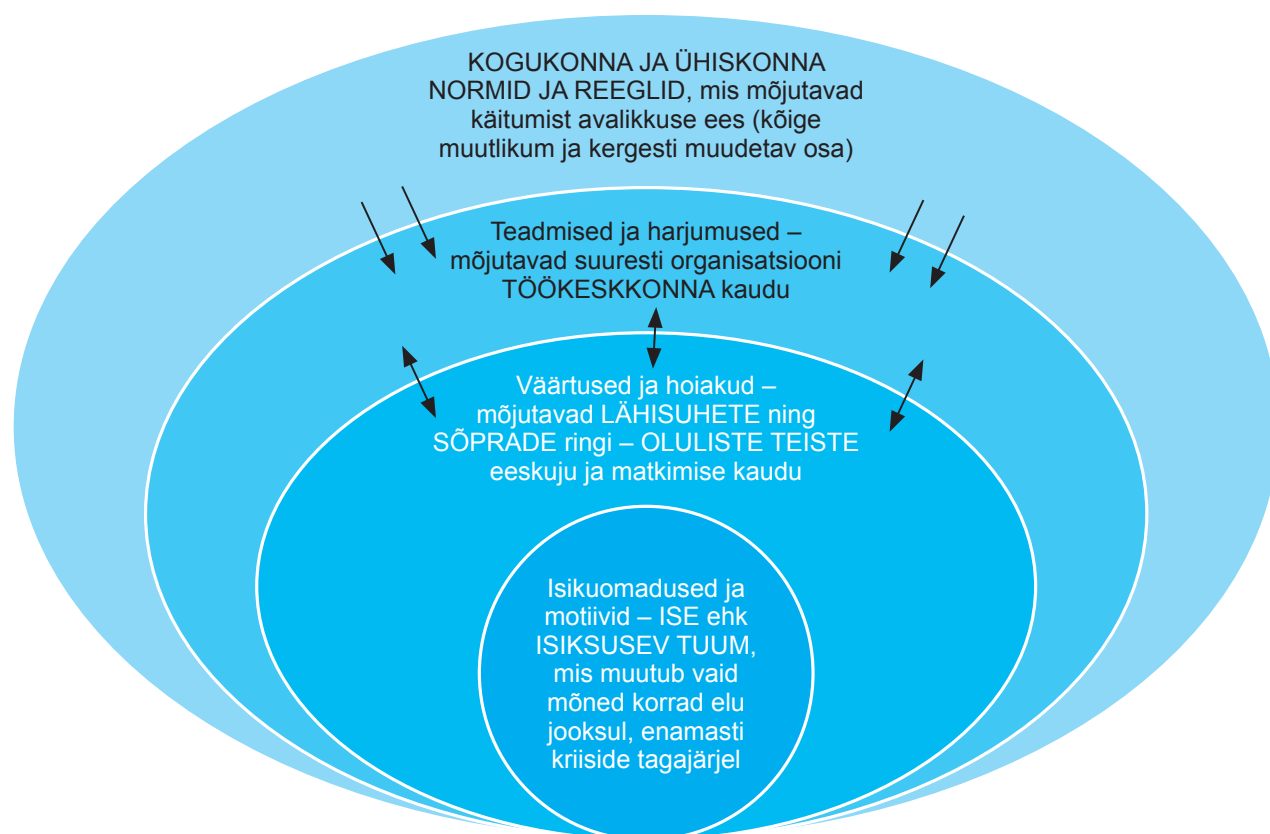 KOGUKONNA JA ÜHISKONNA
NORMID JA REEGLID, mis mõjutavad
käitumist avalikkuse ees (kõige
muutlikum ja kergesti muudetav osa)
Teadmised ja harjumused –
mõjutavad suuresti organisatsiooni
TÖÖKESKKONNA kaudu
Väärtused ja hoiakud –
mõjutavad LÄHISUHETE ning
SÕPRADE ringi – OLULISTE TEISTE
eeskuju ja matkimise kaudu
Isikuomadused ja
motiivid – ISE ehk
ISIKSUSEV TUUM,
mis muutub vaid
mõned korrad elu
jooksul, enamasti
kriiside tagajärjel